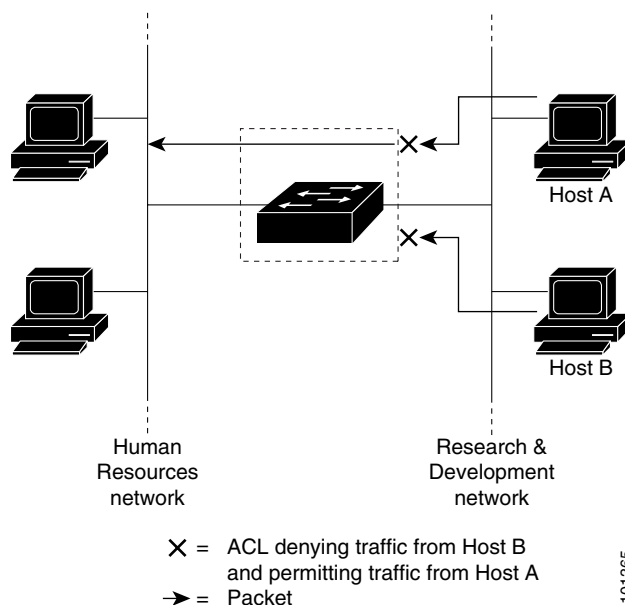 Host A
Host B
Human
Resources
network
Research &
Development
network
X = ACL denying traffic from Host B
and permitting traffic from Host A
= Packet